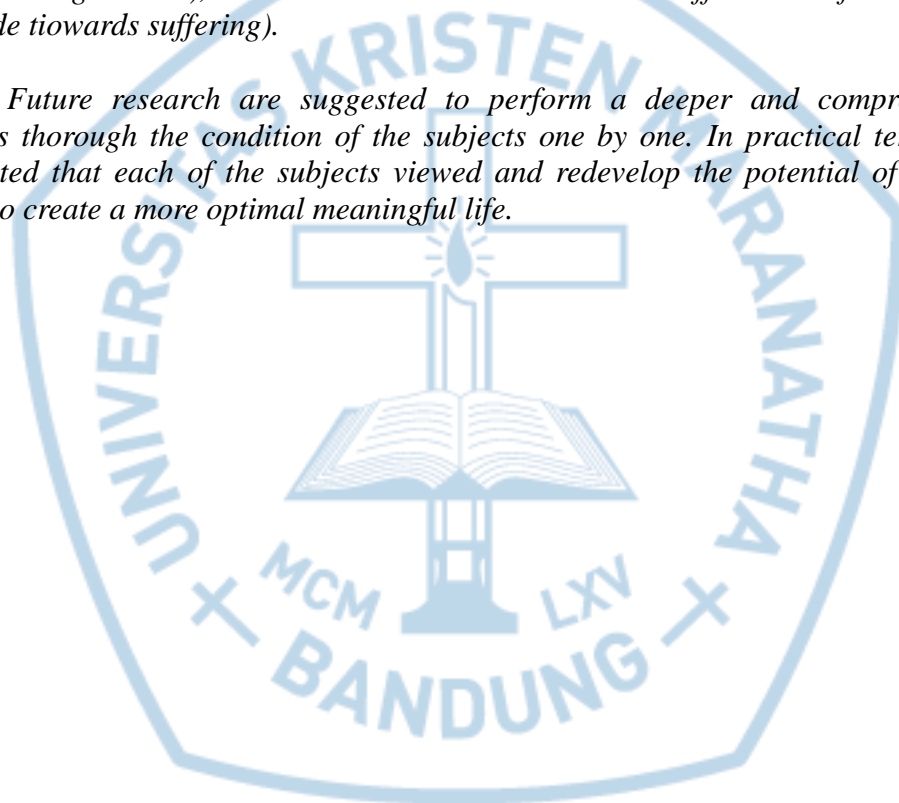 de tiowards suffering).
Future research are suggested to perform a deeper and compr
s thorough the condition of the subjects one by one. In practical te
ted that each of the subjects viewed and redevelop the potential of
o create a more optimal meaningful life.
UNIVERSITAS KRISTEN MARANATHA
MCM LXV
BANDUNG